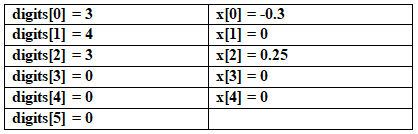 digits[0] = 3 x[0] = -0.3
digits[1] = 4 x[1] = 0
digits[2] = 3 x[2] = 0.25
digits[3] = 0 x[3] = 0
digits[4] = 0 x[4] = 0
digits[5] = 0